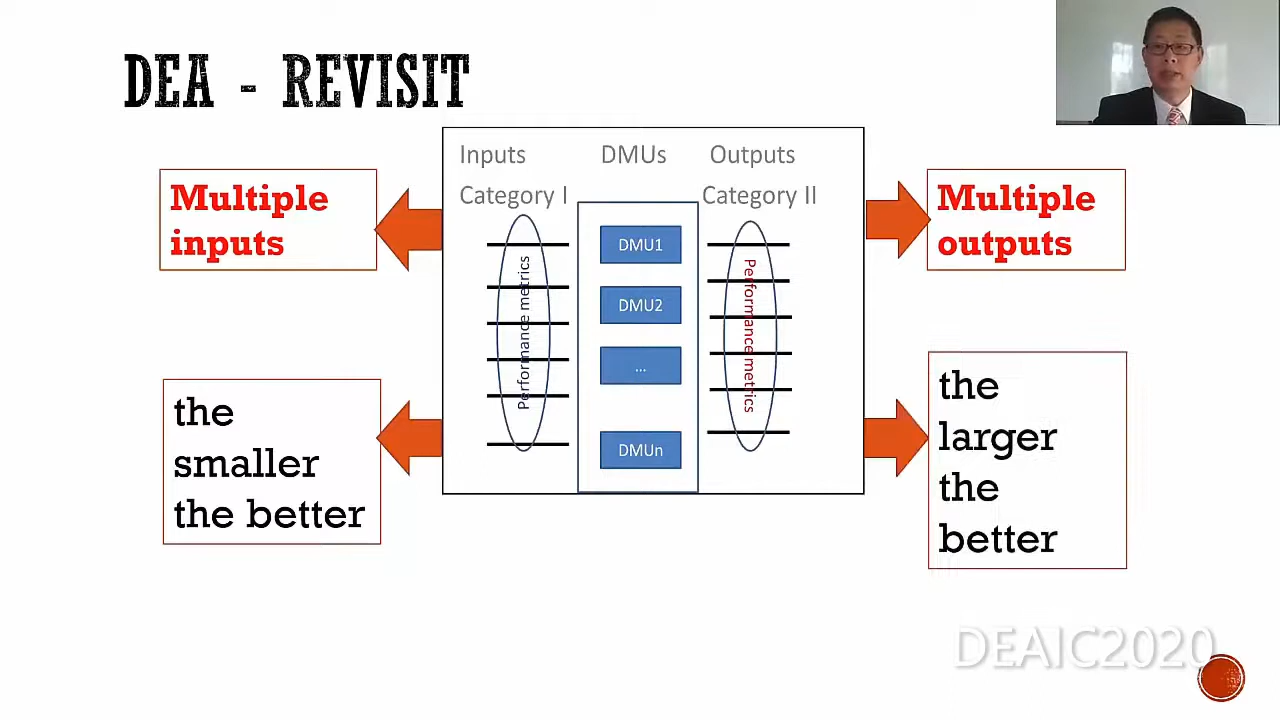 DEA - REVISIT
Inputs
DMUs
Outputs
Category I
Category II
Multiple
inputs
Multiple
outputs
DMU1
DMU2
...
DMUn
Performance metrics
Performance metrics
the
smaller
the better
the
larger
the
better
DEAIC2020